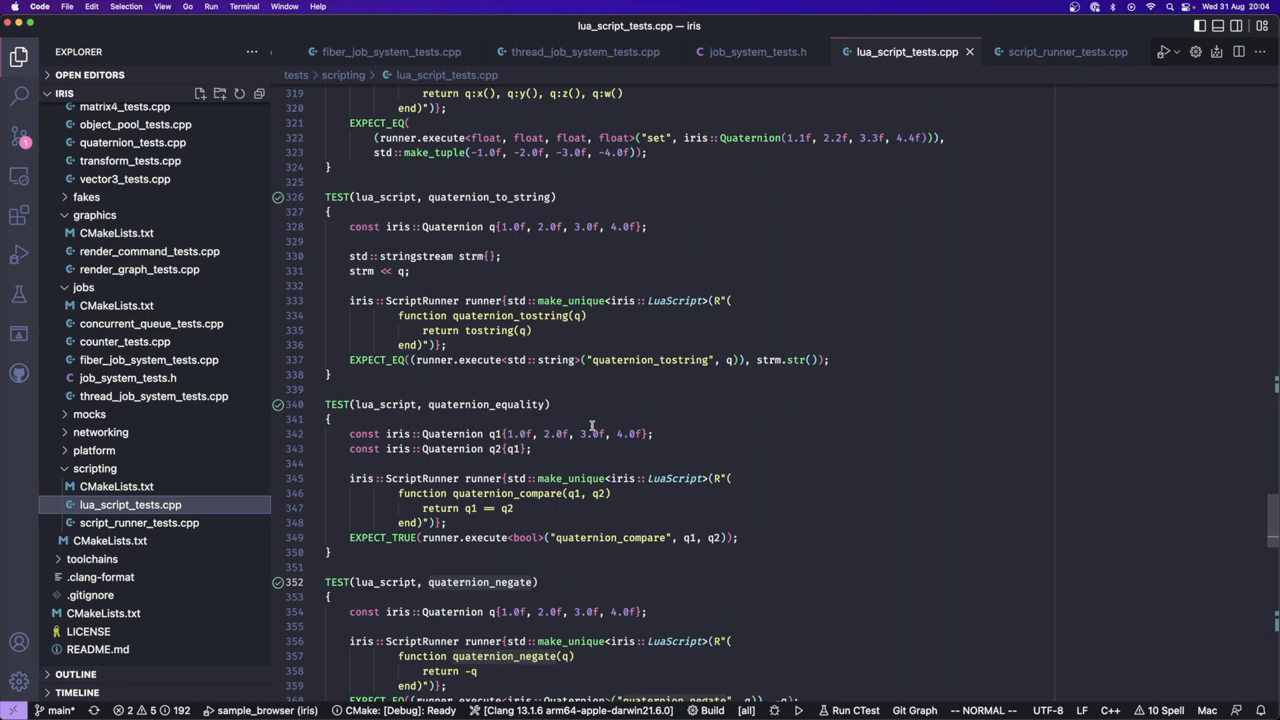 Code File Edit Selection View Go Run Terminal Window Help Wed 31 Aug 20:04
lua_script_tests.cpp — iris
EXPLORER ...
fiber_job_system_tests.cpp thread_job_system_tests.cpp job_system_tests.h lua_script_tests.cpp script_runner_tests.cpp
OPEN EDITORS
tests scripting lua_script_tests.cpp
IRIS
matrix4_tests.cpp
object_pool_tests.cpp
quaternion_tests.cpp
transform_tests.cpp
vector3_tests.cpp
fakes
graphics
CMakeLists.txt
render_command_tests.cpp
render_graph_tests.cpp
jobs
CMakeLists.txt
concurrent_queue_tests.cpp
counter_tests.cpp
fiber_job_system_tests.cpp
job_system_tests.h
thread_job_system_tests.cpp
mocks
networking
platform
scripting
CMakeLists.txt
lua_script_tests.cpp
script_runner_tests.cpp
CMakeLists.txt
toolchains
.clang-format
.gitignore
CMakeLists.txt
LICENSE
README.md
OUTLINE
TIMELINE
1
319 return q:x(), q:y(), q:z(), q:w()
320 end)")};
321 EXPECT_EQ(
322 (runner.execute<float, float, float, float>("set", iris::Quaternion(1.1f, 2.2f, 3.3f, 4.4f))),
323 std::make_tuple(-1.0f, -2.0f, -3.0f, -4.0f));
324 }
325
326 TEST(lua_script, quaternion_to_string)
327 {
328 const iris::Quaternion q{1.0f, 2.0f, 3.0f, 4.0f};
329
330 std::stringstream strm{};
331 strm << q;
332
333 iris::ScriptRunner runner{std::make_unique<iris::LuaScript>(R"(
334 function quaternion_tostring(q)
335 return tostring(q)
336 end)")};
337 EXPECT_EQ((runner.execute<std::string>("quaternion_tostring", q)), strm.str());
338 }
339
340 TEST(lua_script, quaternion_equality)
341 {
342 const iris::Quaternion q1{1.0f, 2.0f, 3.0f, 4.0f};
343 const iris::Quaternion q2{q1};
344
345 iris::ScriptRunner runner{std::make_unique<iris::LuaScript>(R"(
346 function quaternion_compare(q1, q2)
347 return q1 == q2
348 end)")};
349 EXPECT_TRUE(runner.execute<bool>("quaternion_compare", q1, q2));
350 }
351
352 TEST(lua_script, quaternion_negate)
353 {
354 const iris::Quaternion q{1.0f, 2.0f, 3.0f, 4.0f};
355
356 iris::ScriptRunner runner{std::make_unique<iris::LuaScript>(R"(
357 function quaternion_negate(q)
358 return -q
359 end)")};
360 EXPECT_EQ((runner.execute<iris::Quaternion>("quaternion_negate", q)), -q);
main* 2 5 192 sample_browser (iris) CMake: [Debug]: Ready [Clang 13.1.6 arm64-apple-darwin21.6.0] Build [all] Run CTest Git Graph -- NORMAL -- UTF-8 LF C++ 10 Spell Mac